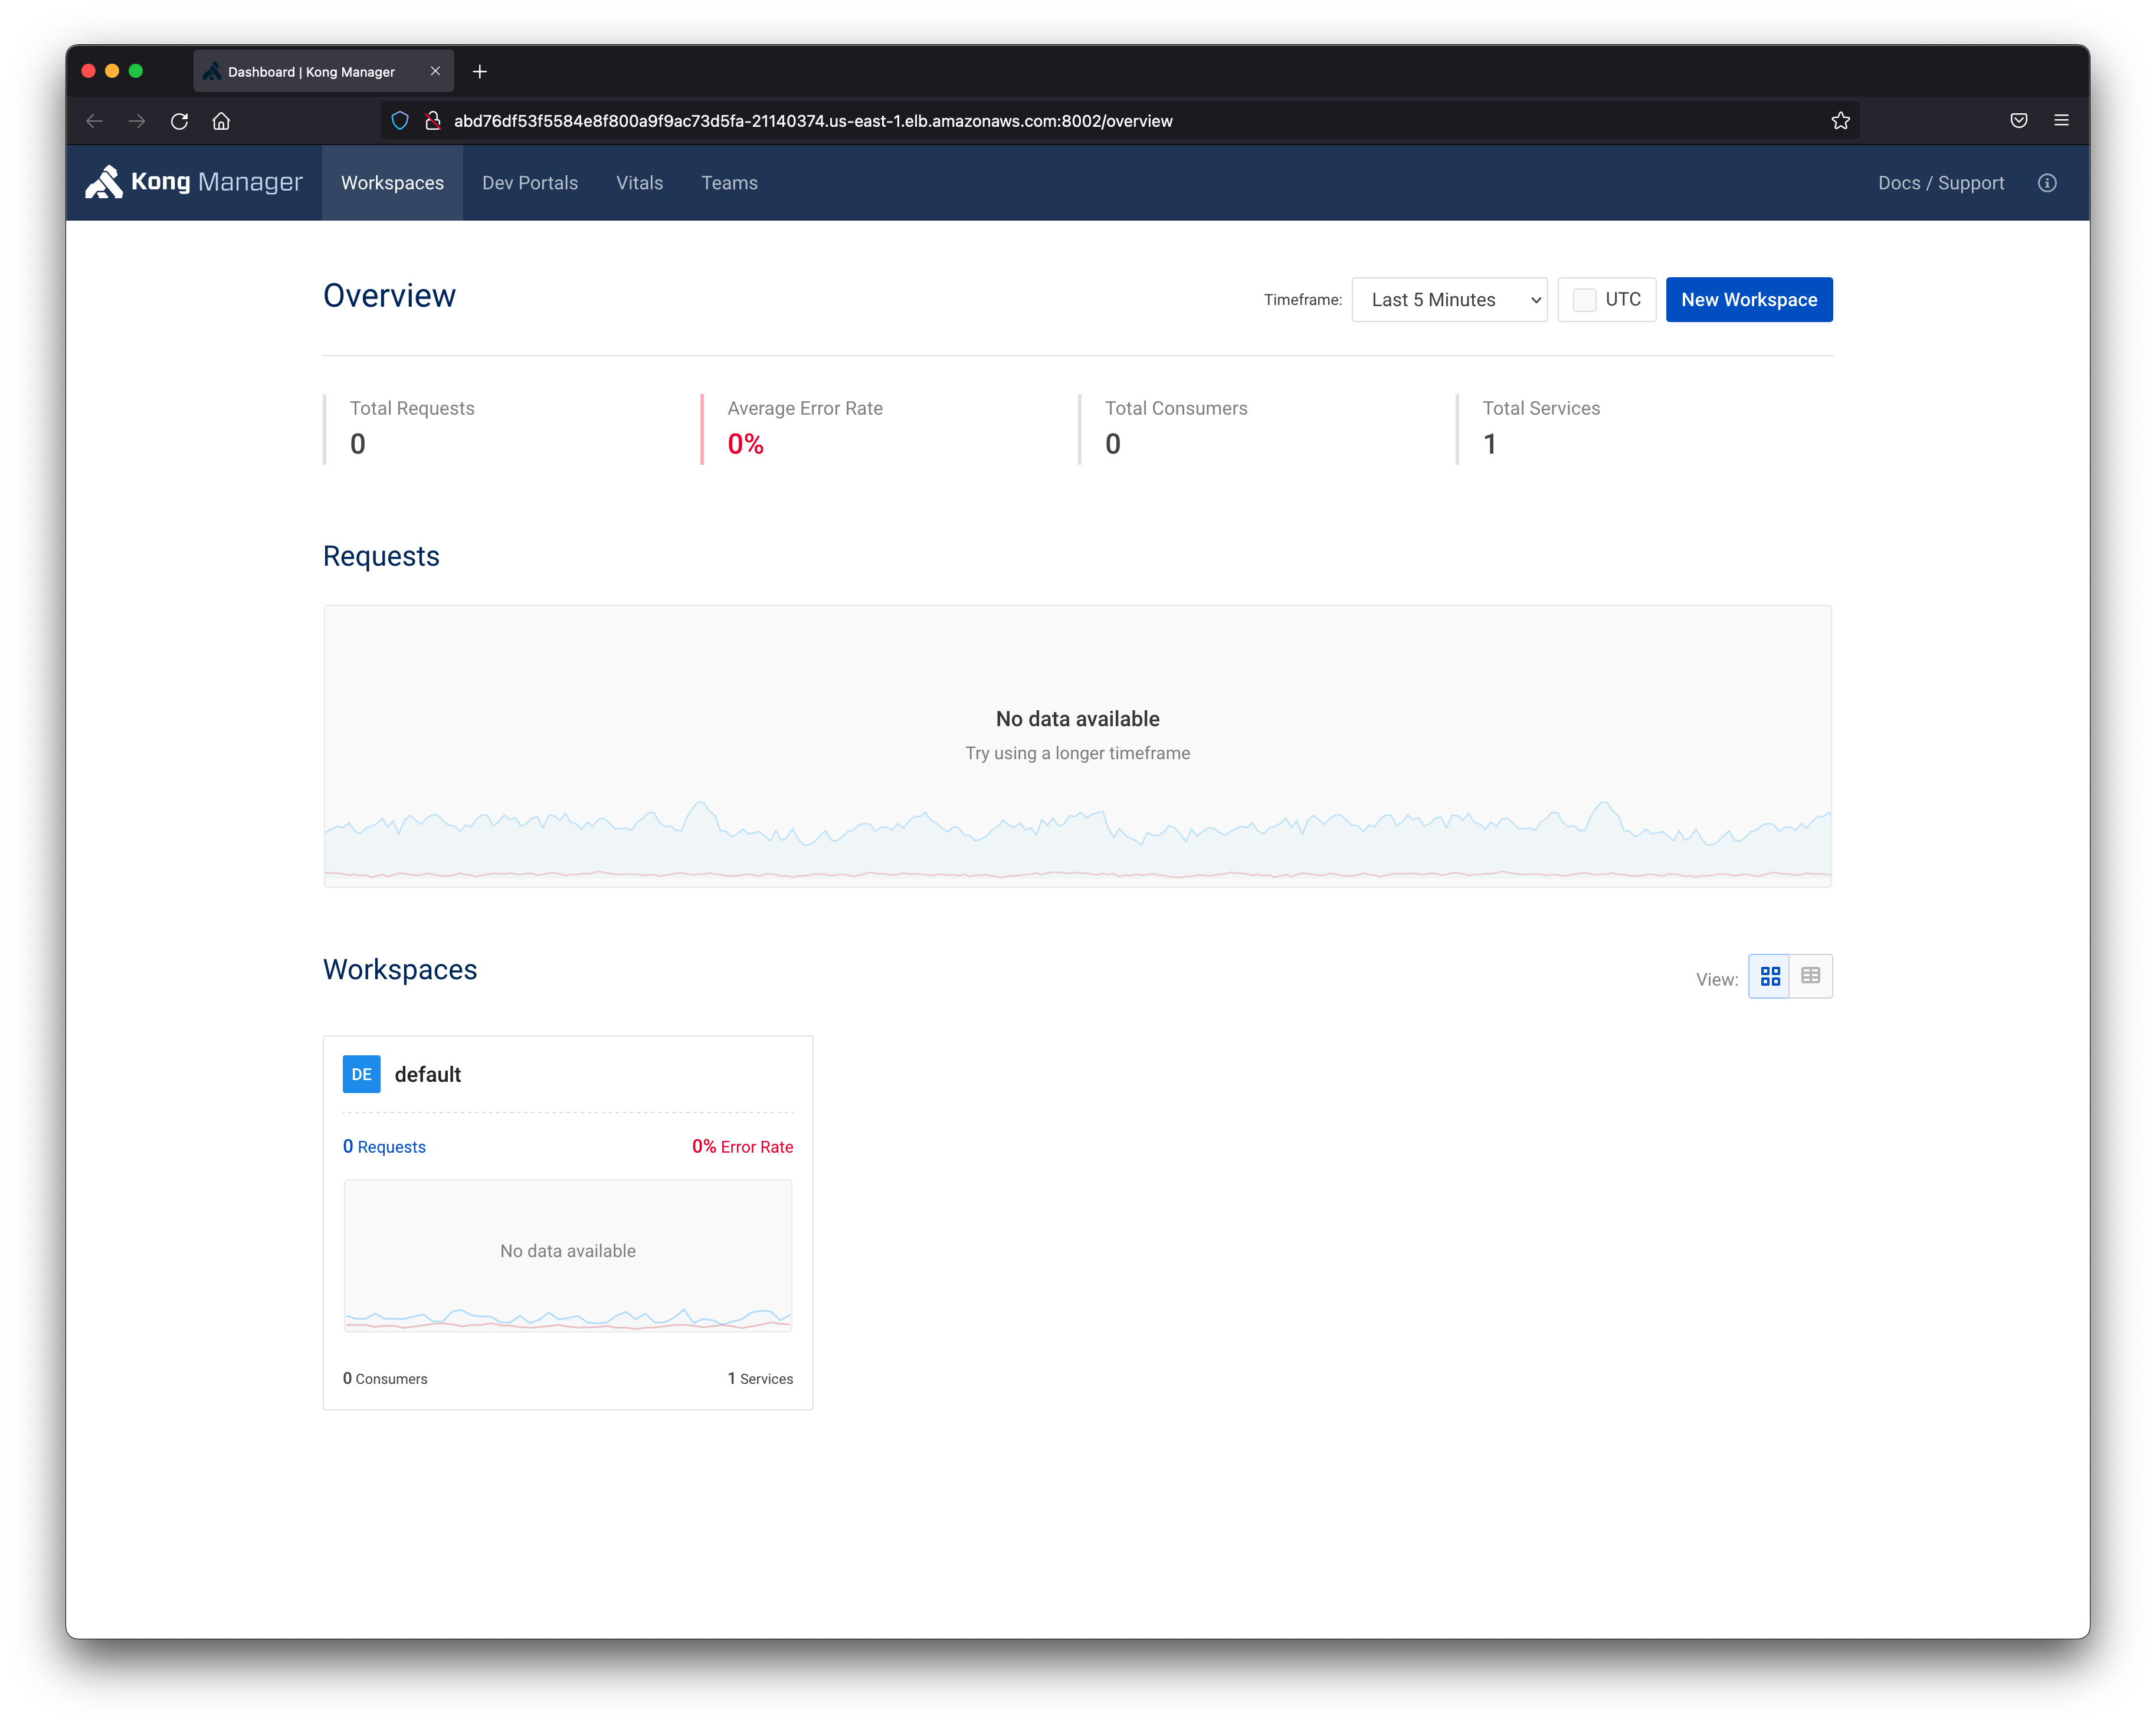 Dashboard | Kong Manager
abd76df53f5584e8f800a9f9ac73d5fa-21140374.us-east-1.elb.amazonaws.com:8002/overview
Kong Manager Workspaces Dev Portals Vitals Teams Docs / Support
Overview
Timeframe: Last 5 Minutes UTC New Workspace
Total Requests Average Error Rate Total Consumers Total Services
0 0% 0 1
Requests
No data available
Try using a longer timeframe
Workspaces
View:
DE default
0 Requests 0% Error Rate
No data available
0 Consumers 1 Services